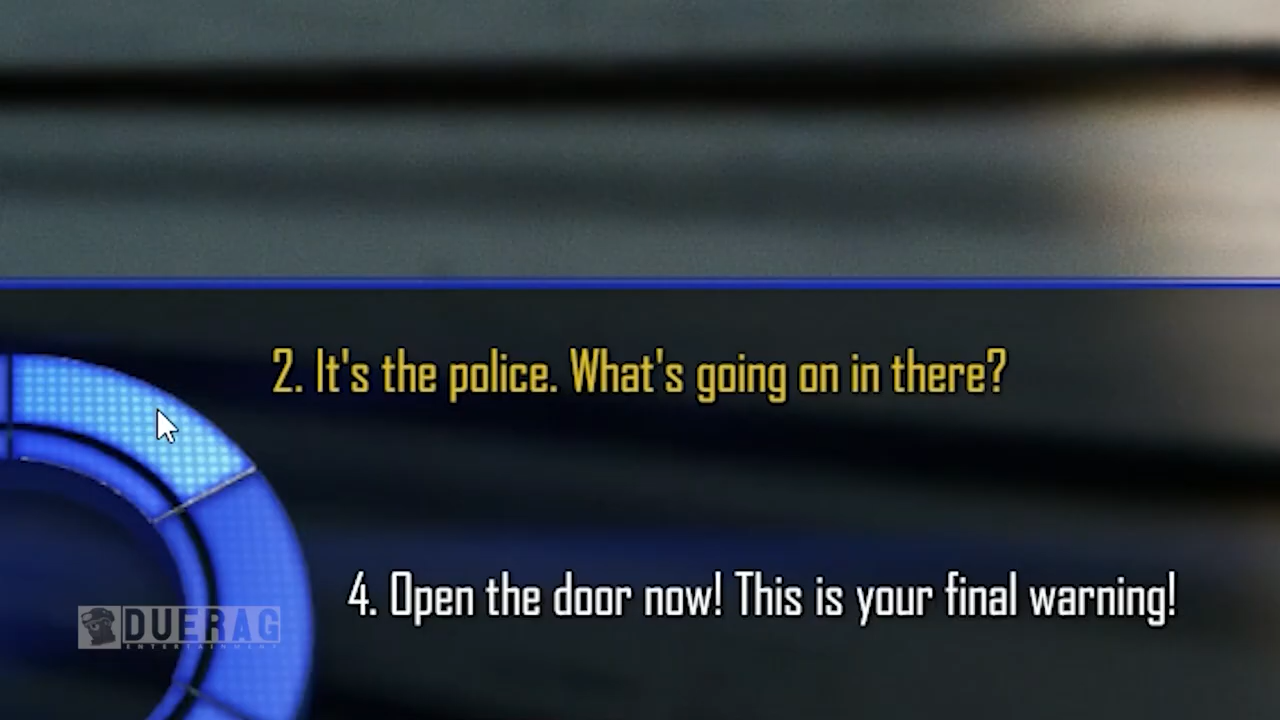 2. It's the police. What's going on in there?
4. Open the door now! This is your final warning!
DUERAG
ENTERTAINMENT